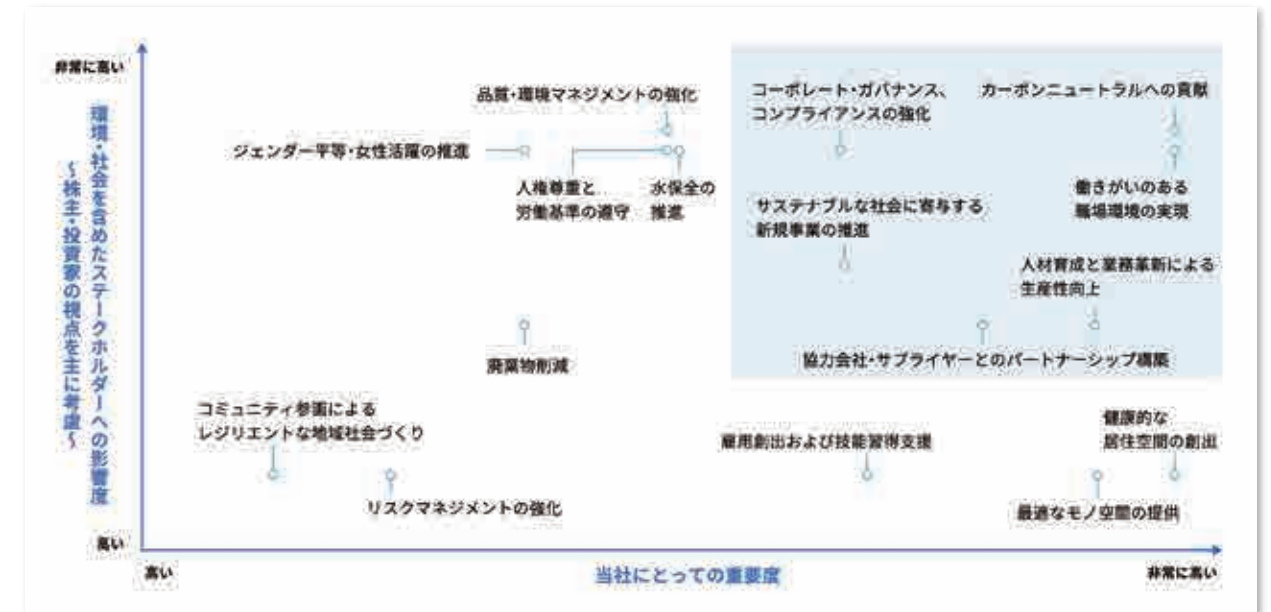 非常に高い
環境・社会を含めたステークホルダーへの影響度
～株主・投資家の視点を主に考慮～
品質・環境マネジメントの強化
コーポレート・ガバナンス、
コンプライアンスの強化
カーボンニュートラルへの貢献
ジェンダー平等・女性活躍の推進
人権尊重と
労働基準の遵守
水保全の
推進
サステナブルな社会に寄与する
新規事業の推進
働きがいのある
職場環境の実現
人材育成と業務革新による
生産性向上
廃棄物削減
協力会社・サプライヤーとのパートナーシップ構築
コミュニティ参画による
レジリエントな地域社会づくり
雇用創出および技能習得支援
健康的な
居住空間の創出
リスクマネジメントの強化
最適なモノ空間の提供
高い
高い
当社にとっての重要度
非常に高い